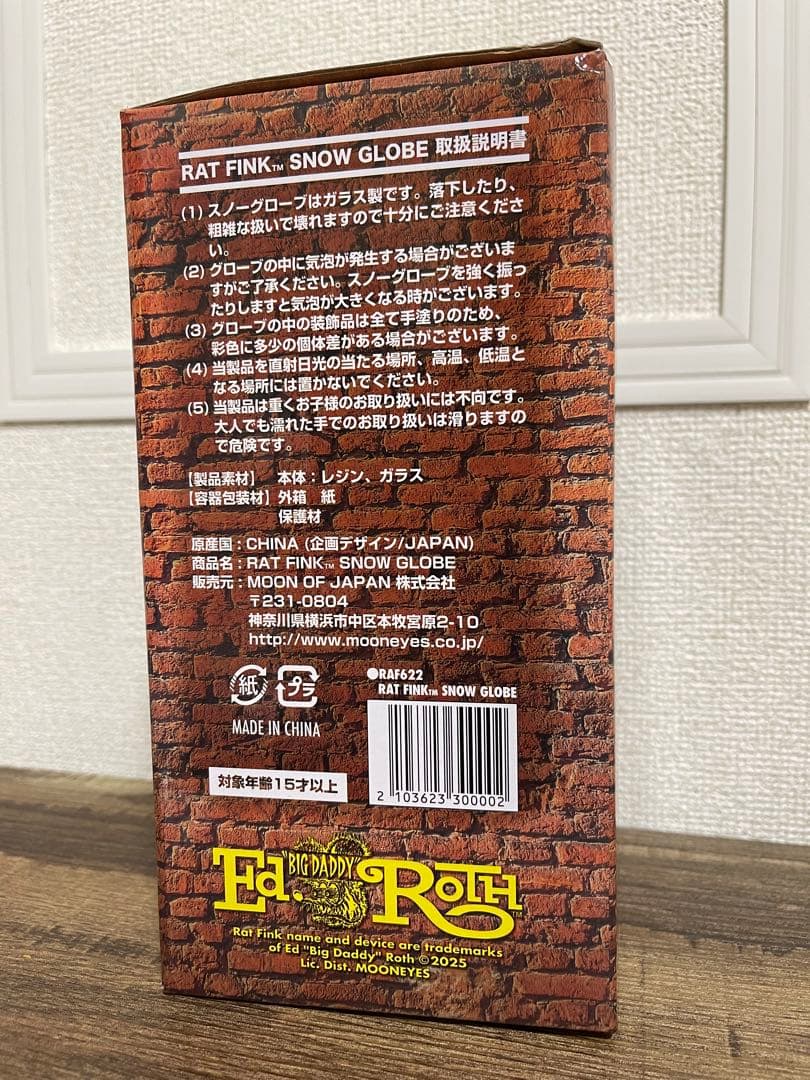 RAT FINK™ SNOW GLOBE 取扱説明書
(1) スノーグローブはガラス製です。落下したり、
粗雑な扱いで壊れますので十分にご注意くださ
い。
(2) グローブの中に気泡が発生する場合がございま
すがご了承ください。スノーグローブを強く振っ
たりしますと気泡が大きくなる時がございます。
(3) グローブの中の装飾品は全て手塗りのため、
彩色に多少の個体差がある場合がございます。
(4) 当製品を直射日光の当たる場所、高温、低温と
なる場所には置かないでください。
(5) 当製品は重くお子様のお取り扱いには不向です。
大人でも濡れた手でのお取り扱いは滑りますの
で危険です。
【製品素材】 本体：レジン、ガラス
【容器包装材】 外箱 紙
保護材
原産国：CHINA (企画デザイン/JAPAN)
商品名：RAT FINK™ SNOW GLOBE
販売元：MOON OF JAPAN 株式会社
〒231-0804
神奈川県横浜市中区本牧宮原2-10
http://www.mooneyes.co.jp/
紙 プラ
MADE IN CHINA
●RAF622
RAT FINK™ SNOW GLOBE
2 103623 300002
対象年齢15才以上
Ed. "BIG DADDY" ROTH™
Rat Fink name and device are trademarks
of Ed "Big Daddy" Roth ©2025
Lic. Dist. MOONEYES